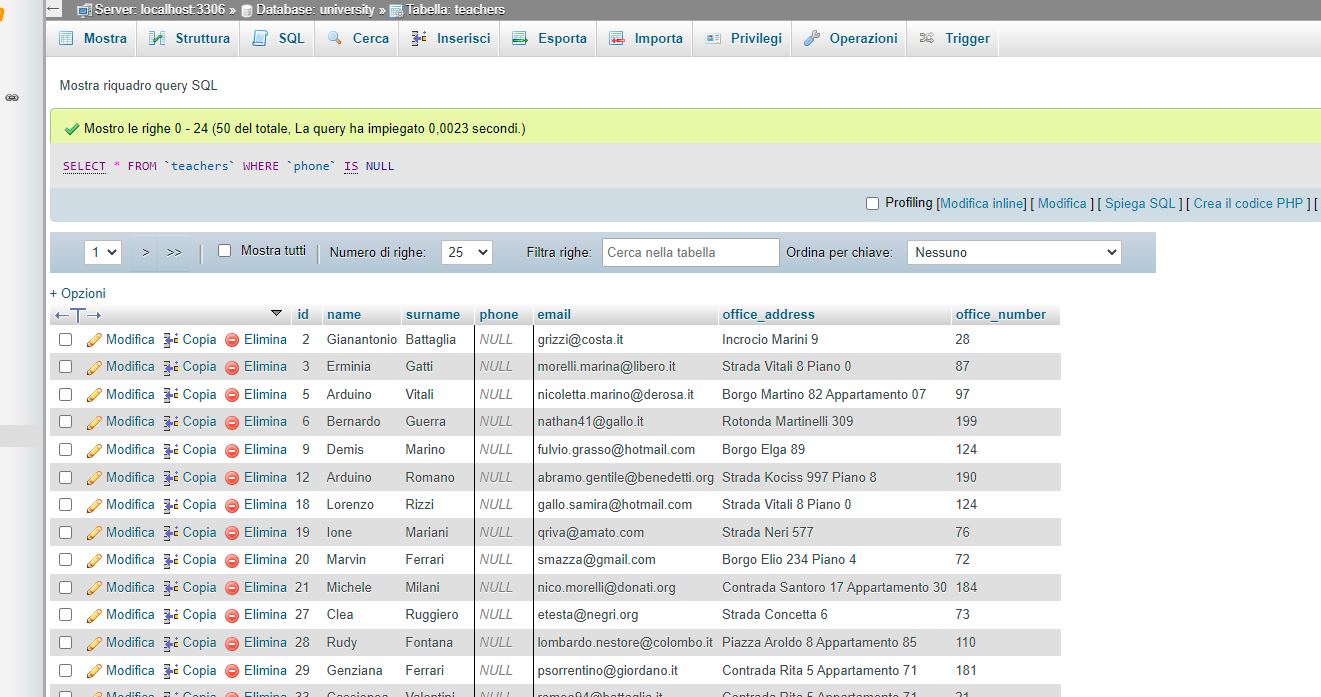 Server: localhost:3306 » Database: university » Tabella: teachers
Mostra Struttura SQL Cerca Inserisci Esporta Importa Privilegi Operazioni Trigger
Mostra riquadro query SQL
Mostro le righe 0 - 24 (50 del totale, La query ha impiegato 0,0023 secondi.)
SELECT * FROM `teachers` WHERE `phone` IS NULL
Profiling [Modifica inline] [ Modifica ] [ Spiega SQL ] [ Crea il codice PHP ] [
1 > >> Mostra tutti Numero di righe: 25 Filtra righe: Cerca nella tabella Ordina per chiave: Nessuno
+ Opzioni
←T→ id name surname phone email office_address office_number
Modifica Copia Elimina 2 Gianantonio Battaglia NULL grizzi@costa.it Incrocio Marini 9 28
Modifica Copia Elimina 3 Erminia Gatti NULL morelli.marina@libero.it Strada Vitali 8 Piano 0 87
Modifica Copia Elimina 5 Arduino Vitali NULL nicoletta.marino@derosa.it Borgo Martino 82 Appartamento 07 97
Modifica Copia Elimina 6 Bernardo Guerra NULL nathan41@gallo.it Rotonda Martinelli 309 199
Modifica Copia Elimina 9 Demis Marino NULL fulvio.grasso@hotmail.com Borgo Elga 89 124
Modifica Copia Elimina 12 Arduino Romano NULL abramo.gentile@benedetti.org Strada Kociss 997 Piano 8 190
Modifica Copia Elimina 18 Lorenzo Rizzi NULL gallo.samira@hotmail.com Strada Vitali 8 Piano 0 124
Modifica Copia Elimina 19 Ione Mariani NULL qriva@amato.com Strada Neri 577 76
Modifica Copia Elimina 20 Marvin Ferrari NULL smazza@gmail.com Borgo Elio 234 Piano 4 72
Modifica Copia Elimina 21 Michele Milani NULL nico.morelli@donati.org Contrada Santoro 17 Appartamento 30 184
Modifica Copia Elimina 27 Clea Ruggiero NULL etesta@negri.org Strada Concetta 6 73
Modifica Copia Elimina 28 Rudy Fontana NULL lombardo.nestore@colombo.it Piazza Aroldo 8 Appartamento 85 110
Modifica Copia Elimina 29 Genziana Ferrari NULL psorrentino@giordano.it Contrada Rita 5 Appartamento 71 181
Modifica Copia Elimina